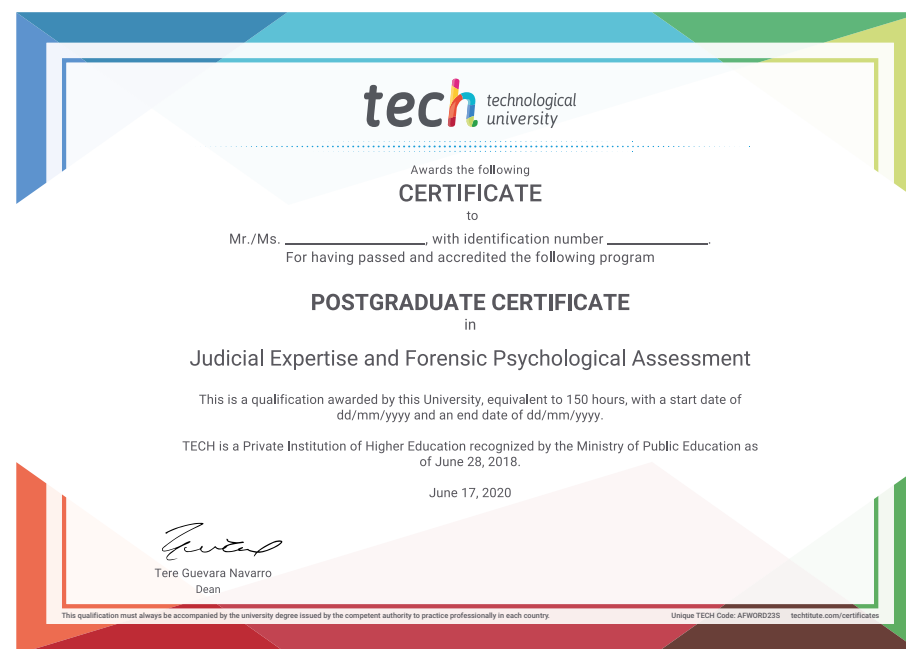 tech technological
university
Awards the following
CERTIFICATE
to
Mr./Ms. ____________________, with identification number ______________.
For having passed and accredited the following program
POSTGRADUATE CERTIFICATE
in
Judicial Expertise and Forensic Psychological Assessment
This is a qualification awarded by this University, equivalent to 150 hours, with a start date of
dd/mm/yyyy and an end date of dd/mm/yyyy.
TECH is a Private Institution of Higher Education recognized by the Ministry of Public Education as
of June 28, 2018.
June 17, 2020
Tere Guevara Navarro
Dean
This qualification must always be accompanied by the university degree issued by the competent authority to practice professionally in each country.
Unique TECH Code: AFWORD23S techtitute.com/certificates